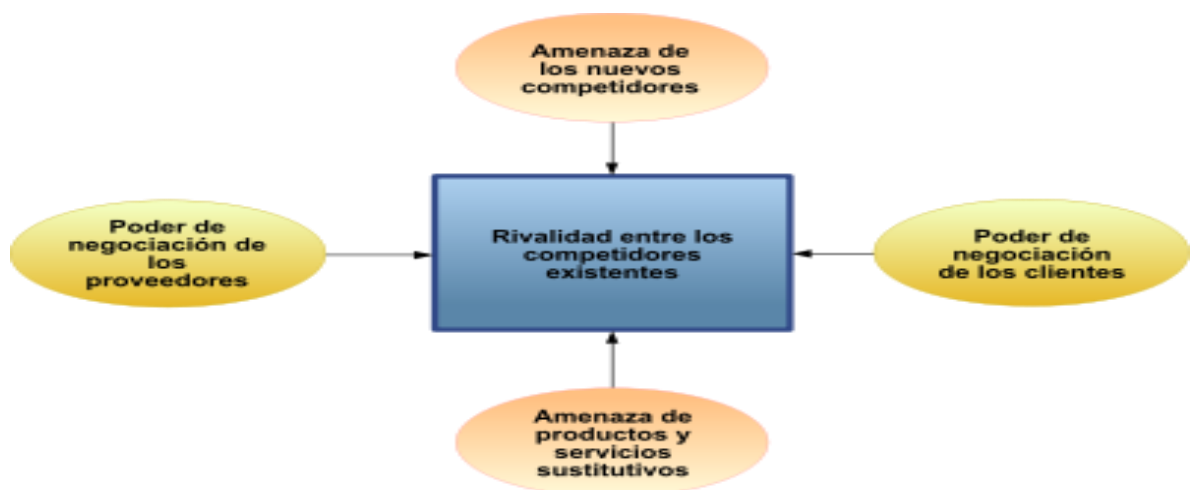 Amenaza de
los nuevos
competidores
Poder de
negociación de
los
proveedores
Rivalidad entre los
competidores
existentes
Poder de
negociación
de los clientes
Amenaza de
productos y
servicios
sustitutivos